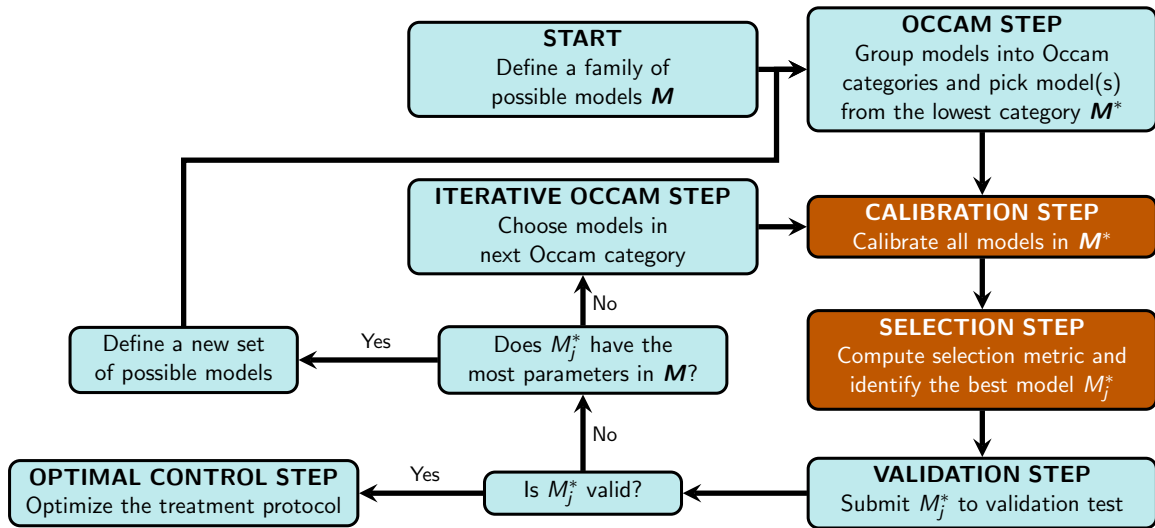 START
Define a family of
possible models M
OCCAM STEP
Group models into Occam
categories and pick model(s)
from the lowest category M*
ITERATIVE OCCAM STEP
Choose models in
next Occam category
CALIBRATION STEP
Calibrate all models in M*
No
SELECTION STEP
Compute selection metric and
identify the best model M*j
Define a new set
of possible models
Yes
Does M*j have the
most parameters in M?
No
OPTIMAL CONTROL STEP
Optimize the treatment protocol
Yes
Is M*j valid?
VALIDATION STEP
Submit M*j to validation test